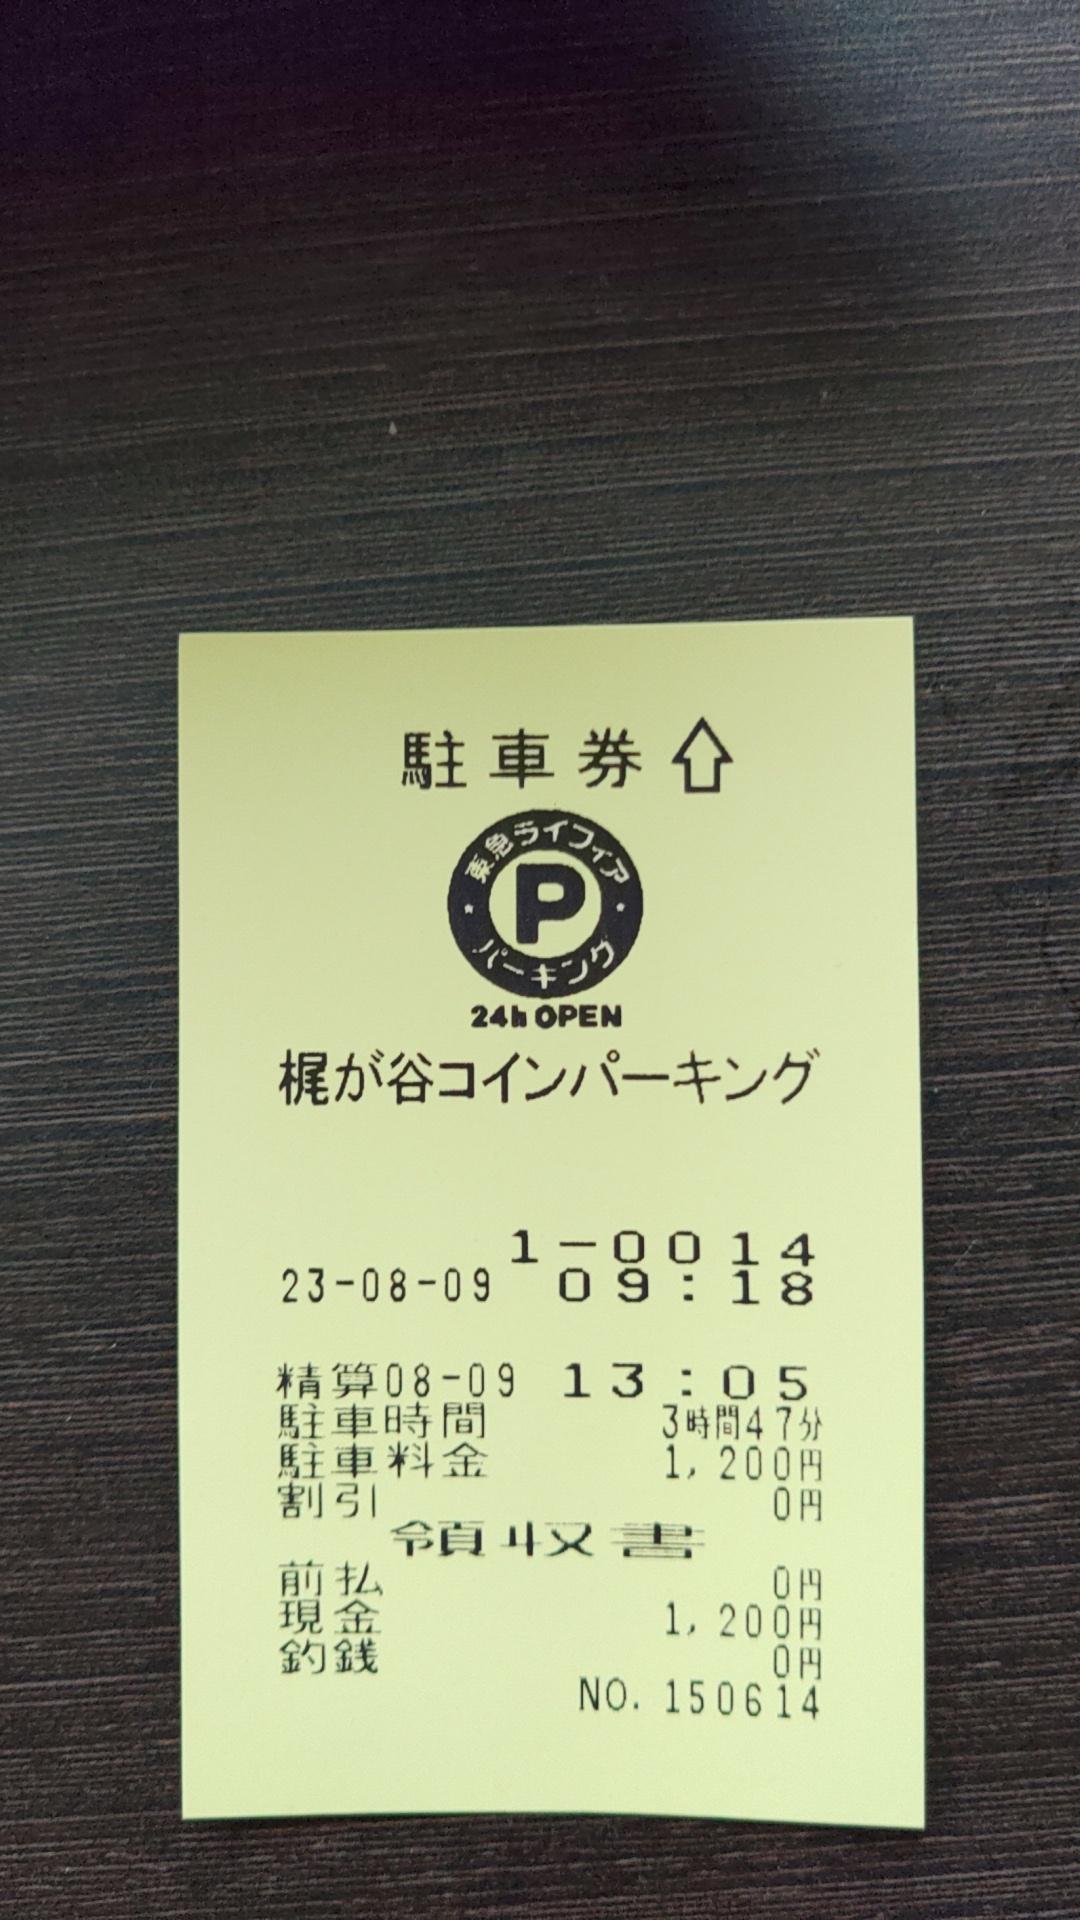 駐車券⇧
東急ライフィア
P
パーキング
24h OPEN
梶が谷コインパーキング
1-0014
23-08-09 09:18
精算08-09 13:05
駐車時間 3時間47分
駐車料金 1,200円
割引 0円
領収書
前払 0円
現金 1,200円
釣銭 0円
NO. 150614